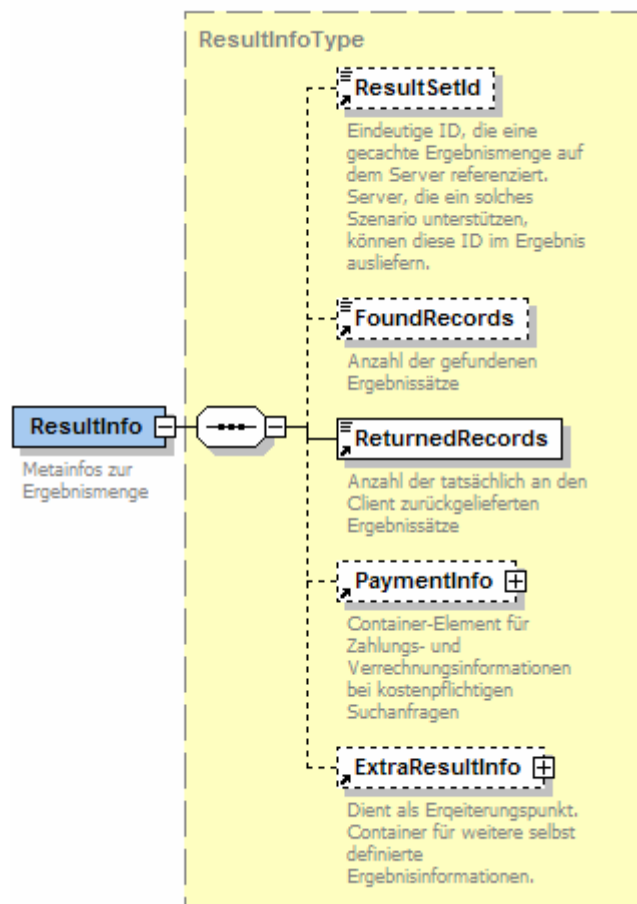 ResultInfoType
ResultSetId
Eindeutige ID, die eine
gecachte Ergebnismenge auf
dem Server referenziert.
Server, die ein solches
Szenario unterstützen,
können diese ID im Ergebnis
ausliefern.
FoundRecords
Anzahl der gefundenen
Ergebnissätze
ResultInfo
Metainfos zur
Ergebnismenge
ReturnedRecords
Anzahl der tatsächlich an den
Client zurückgelieferten
Ergebnissätze
PaymentInfo
Container-Element für
Zahlungs- und
Verrechnungsinformationen
bei kostenpflichtigen
Suchanfragen
ExtraResultInfo
Dient als Erqeiterungspunkt.
Container für weitere selbst
definierte
Ergebnisinformationen.